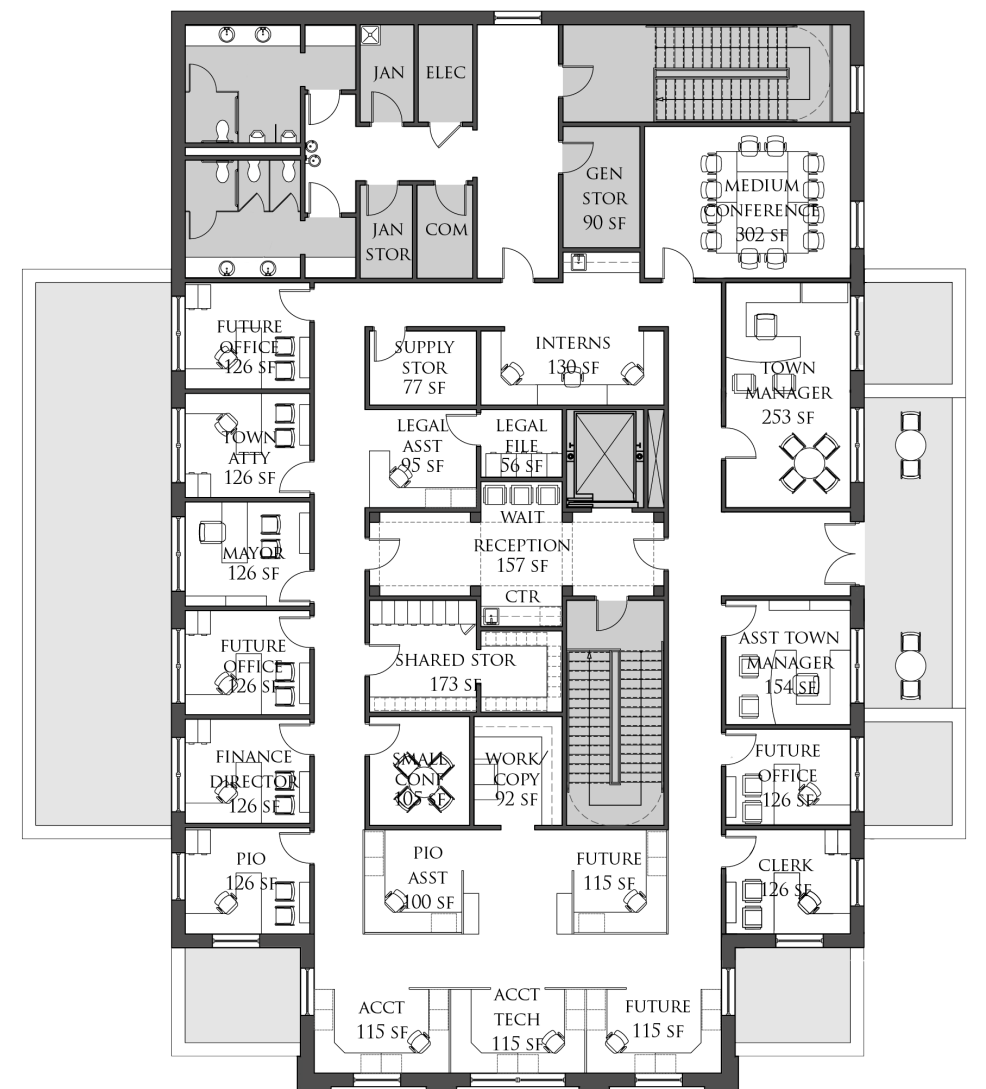 JAN
ELEC
GEN
STOR
90 SF
MEDIUM
CONFERENCE
302 SF
JAN
STOR
COM
FUTURE
OFFICE
126 SF
SUPPLY
STOR
77 SF
INTERNS
130 SF
TOWN
MANAGER
253 SF
TOWN
ATTY
126 SF
LEGAL
ASST
95 SF
LEGAL
FILE
56 SF
WAIT
RECEPTION
157 SF
CTR
MAYOR
126 SF
FUTURE
OFFICE
126 SF
SHARED STOR
173 SF
ASST TOWN
MANAGER
154 SF
FINANCE
DIRECTOR
126 SF
SMALL
CONF
105 SF
WORK/
COPY
92 SF
FUTURE
OFFICE
126 SF
PIO
126 SF
PIO
ASST
100 SF
FUTURE
115 SF
CLERK
126 SF
ACCT
115 SF
ACCT
TECH
115 SF
FUTURE
115 SF